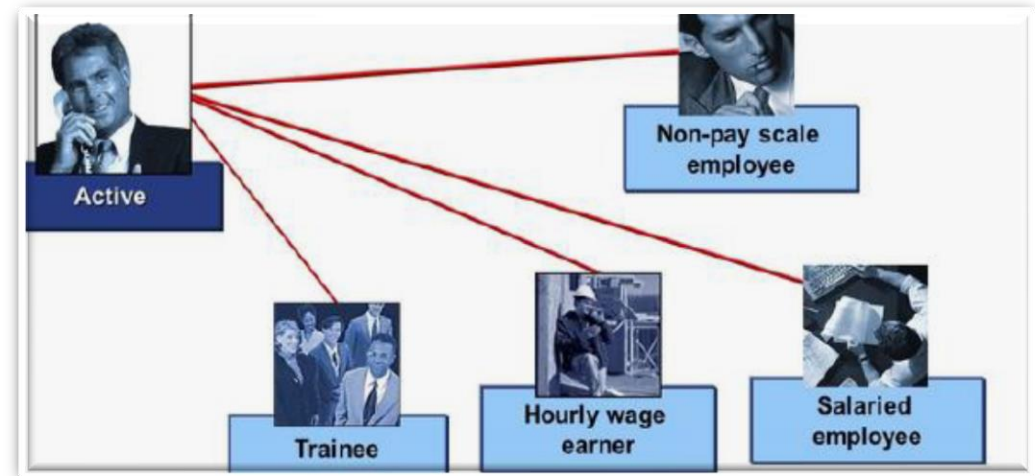 Non-pay scale
employee
Active
Trainee
Hourly wage
earner
Salaried
employee